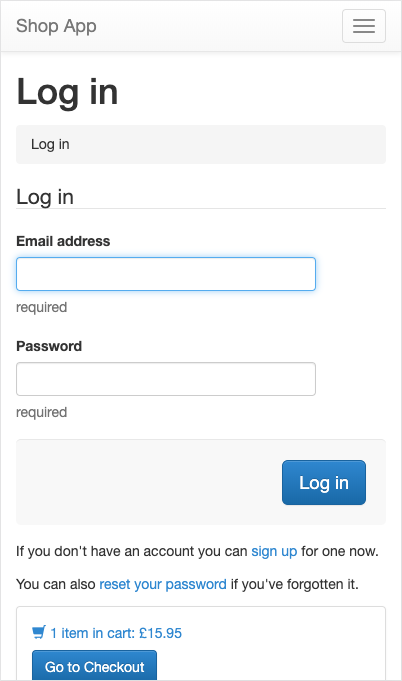 Shop App
Log in
Log in
Log in
Email address
required
Password
required
Log in
If you don't have an account you can sign up for one now.
You can also reset your password if you've forgotten it.
1 item in cart: £15.95
Go to Checkout